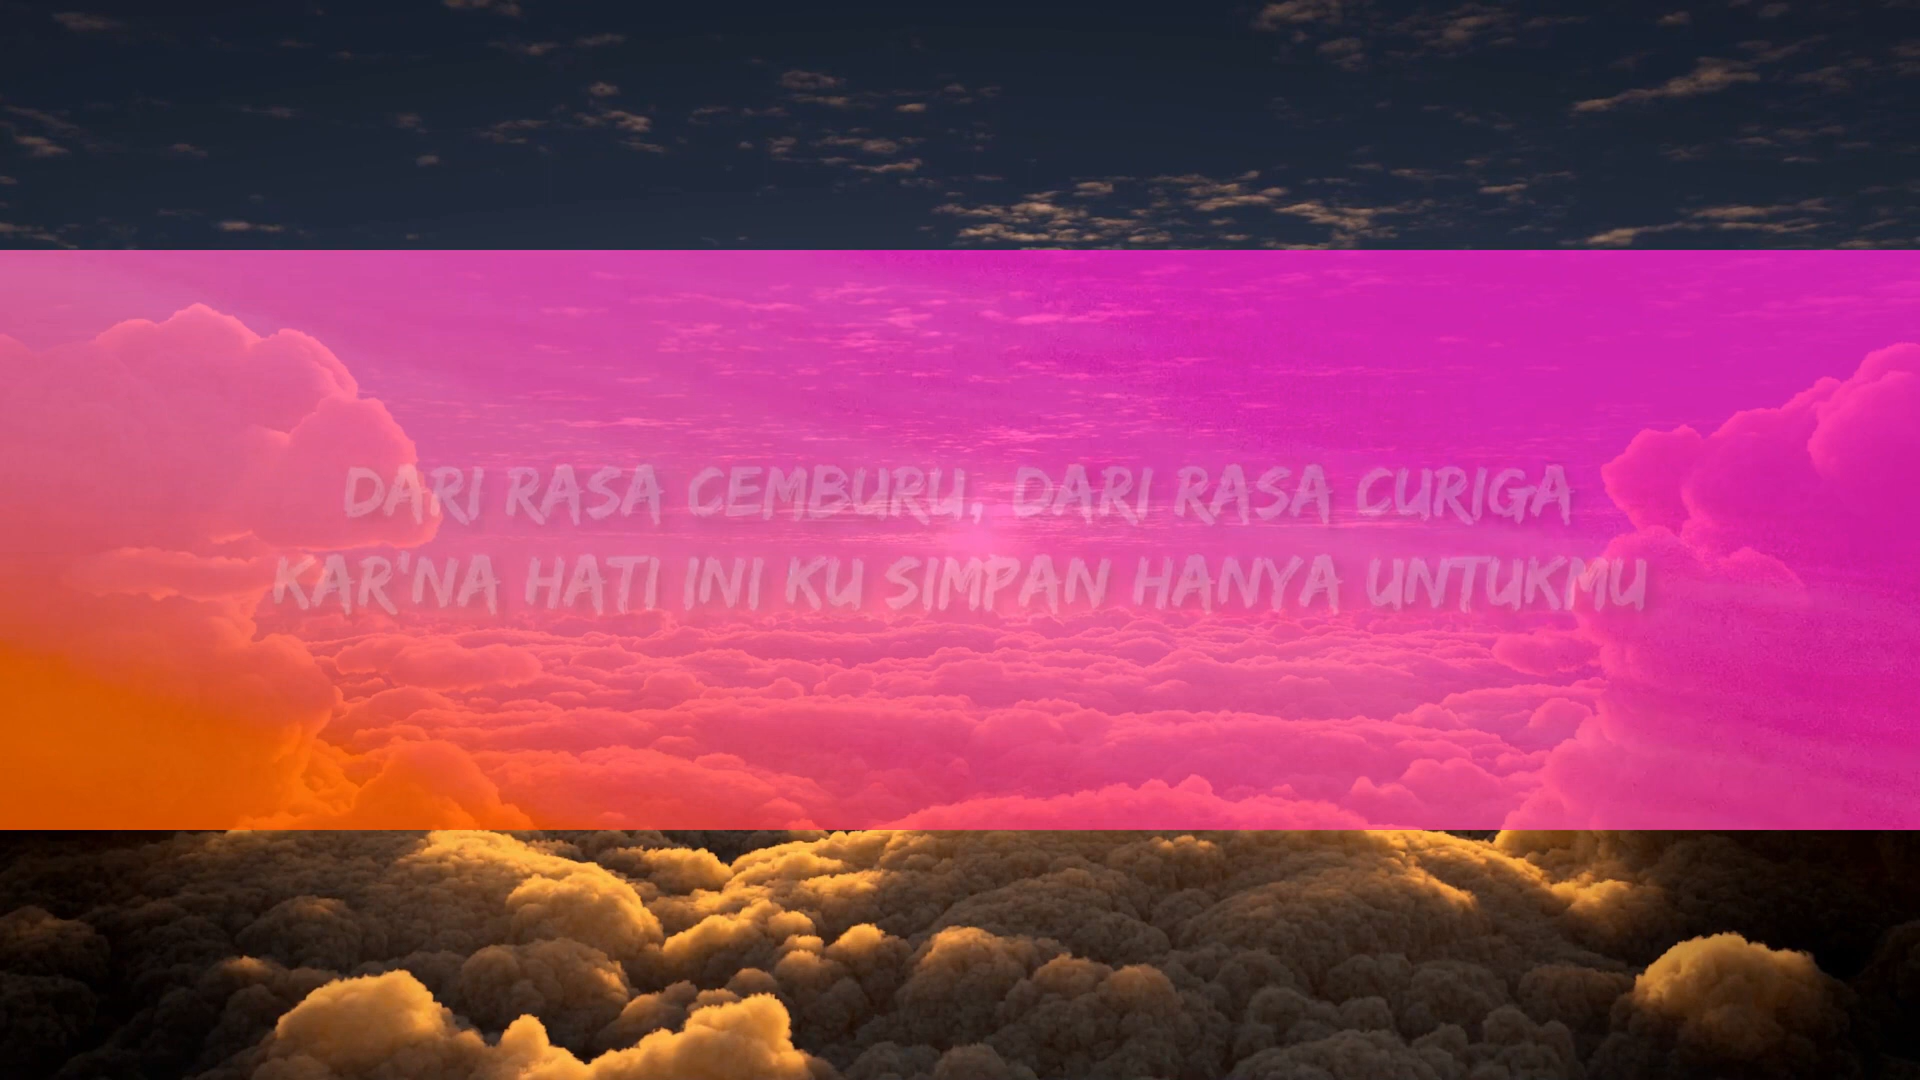 DARI RASA CEMBURU, DARI RASA CURIGA
KAR'NA HATI INI KU SIMPAN HANYA UNTUKMU